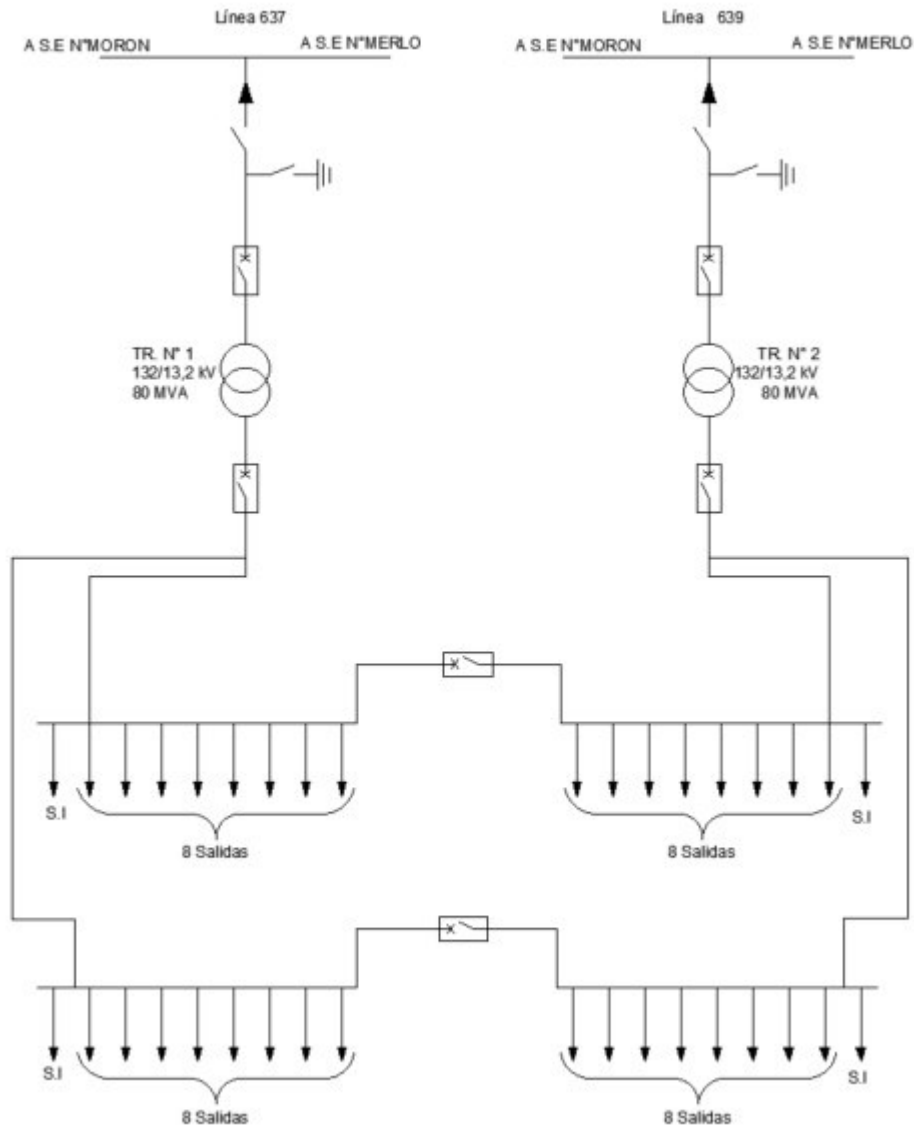 Línea 637
Línea 639
A S.E N°MORON
A S.E N°MERLO
A S.E N°MORON
A S.E N°MERLO
TR. N° 1
132/13,2 kV
80 MVA
TR. N° 2
132/13,2 kV
80 MVA
S.I
8 Salidas
8 Salidas
S.I
S.I
8 Salidas
8 Salidas
S.I